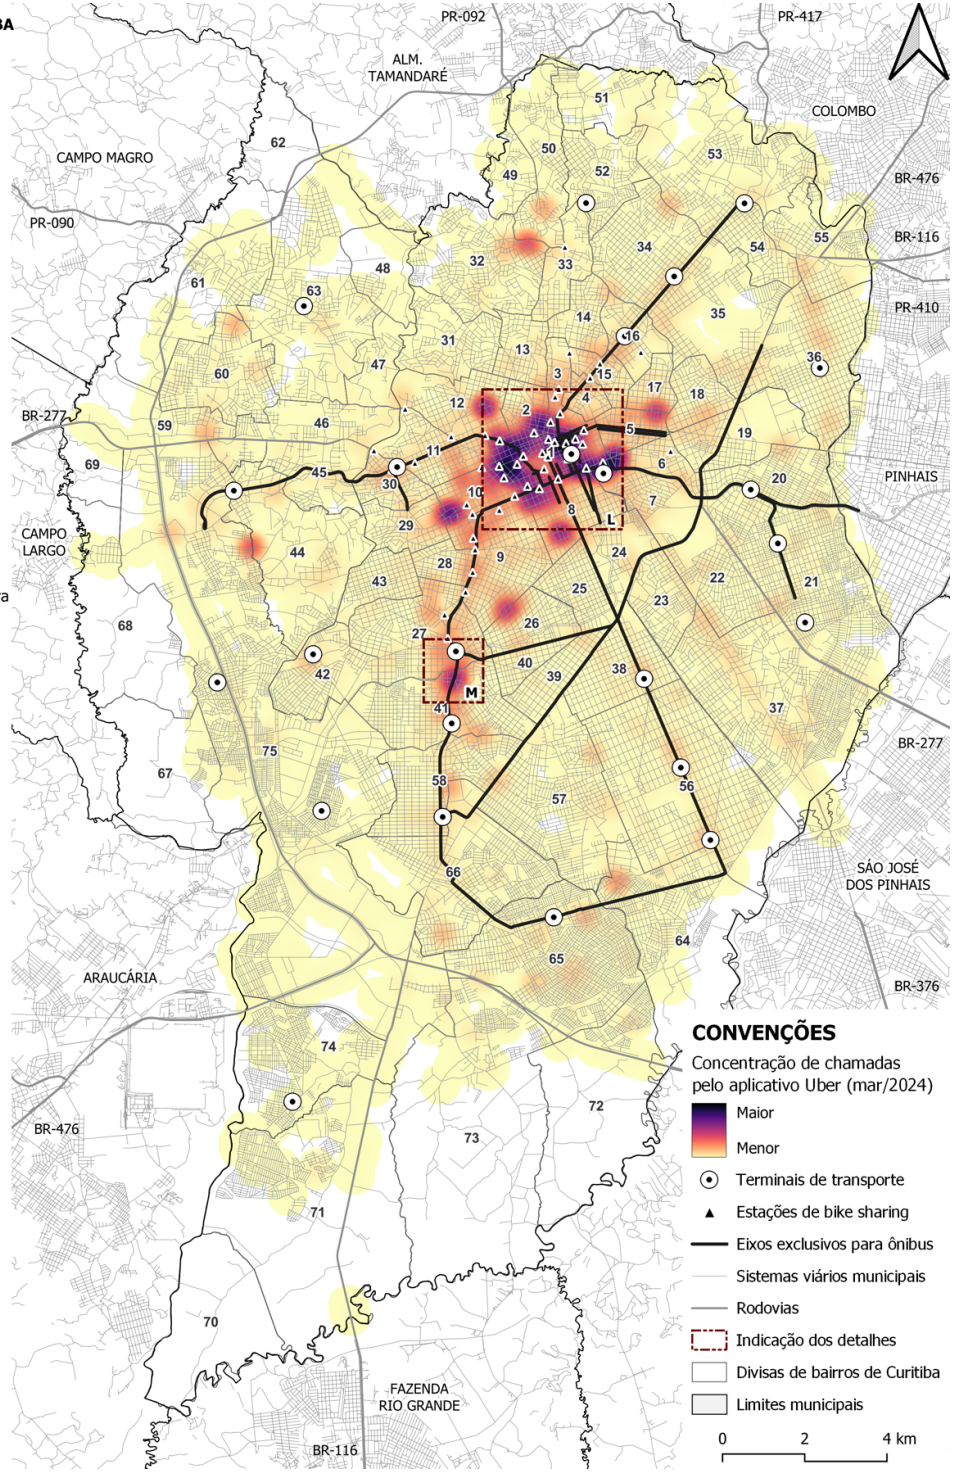 BA
PR-092
PR-417
ALM.
TAMANDARÉ
COLOMBO
51
62
CAMPO MAGRO
50
53
52
49
BR-476
PR-090
34
54
55
BR-116
32
33
48
61
63
PR-410
14
35
31
13
16
36
47
60
3
15
17
12
2
4
18
BR-277
59
46
5
19
11
1
6
69
45
30
20
PINHAIS
10
7
8
29
L
CAMPO
LARGO
44
9
24
28
43
25
22
21
ra
23
68
26
27
40
38
42
39
M
41
37
75
BR-277
67
58
56
57
66
SÃO JOSÉ
DOS PINHAIS
64
65
ARAUCÁRIA
BR-376
74
72
BR-476
73
71
70
FAZENDA
RIO GRANDE
BR-116
CONVENÇÕES
Concentração de chamadas
pelo aplicativo Uber (mar/2024)
Maior
Menor
Terminais de transporte
Estações de bike sharing
Eixos exclusivos para ônibus
Sistemas viários municipais
Rodovias
Indicação dos detalhes
Divisas de bairros de Curitiba
Limites municipais
0 2 4 km